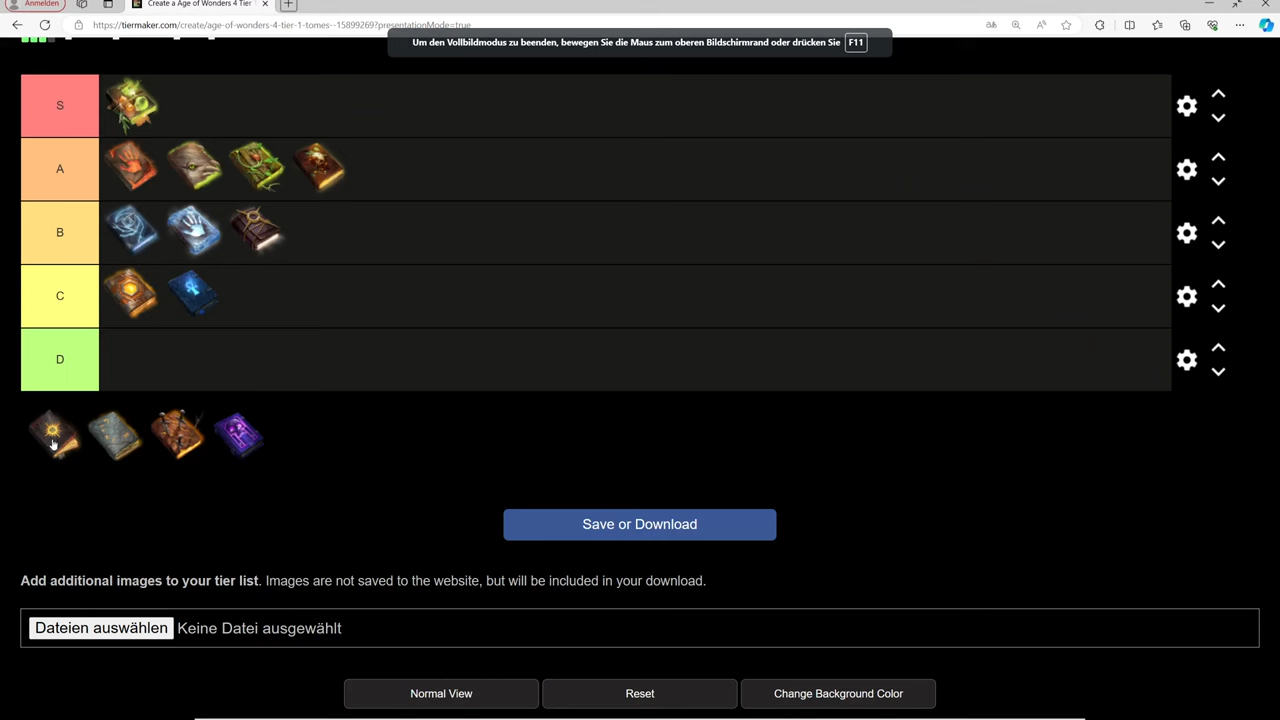 Anmelden
Create a Age of Wonders 4 Tier
https://tiermaker.com/create/age-of-wonders-4-tier-1-tomes--15899269?presentationMode=true
Um den Vollbildmodus zu beenden, bewegen Sie die Maus zum oberen Bildschirmrand oder drücken Sie F11
S
A
B
C
D
Save or Download
Add additional images to your tier list. Images are not saved to the website, but will be included in your download.
Dateien auswählen Keine Datei ausgewählt
Normal View
Reset
Change Background Color